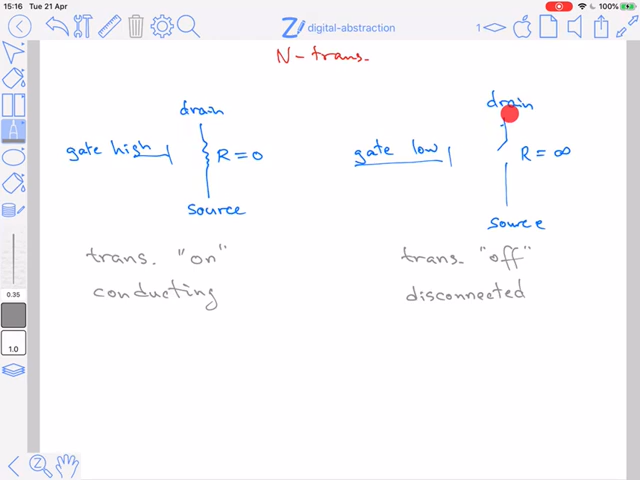 15:16 Tue 21 Apr
100%
digital-abstraction
1
N-trans.
drain
gate high
R = 0
source
trans. "on"
conducting
drain
gate low
R = ∞
source
trans. "off"
disconnected
0.35
1.0